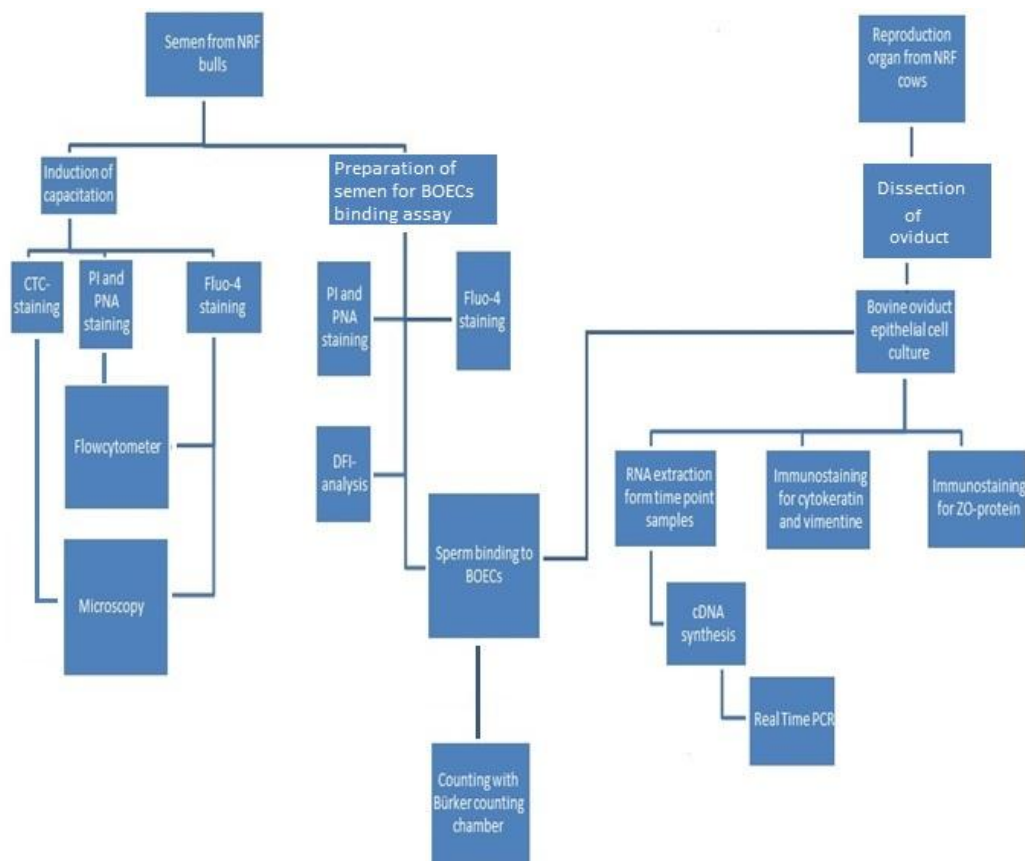 Semen from NRF
bulls
Reproduction
organ from NRF
cows
Induction of
capacitation
Preparation of
semen for BOECs
binding assay
Dissection
of
oviduct
CTC-
staining
PI and
PNA
staining
Fluo-4
staining
PI and
PNA
staining
Fluo-4
staining
Bovine oviduct
epithelial cell
culture
Flowcytometer
DFI-
analysis
RNA extraction
form time point
samples
Immunostaining
for cytokeratin
and vimentine
Immunostaining
for ZO-protein
Sperm binding to
BOECs
Microscopy
cDNA
synthesis
Real Time PCR
Counting with
Bürker counting
chamber